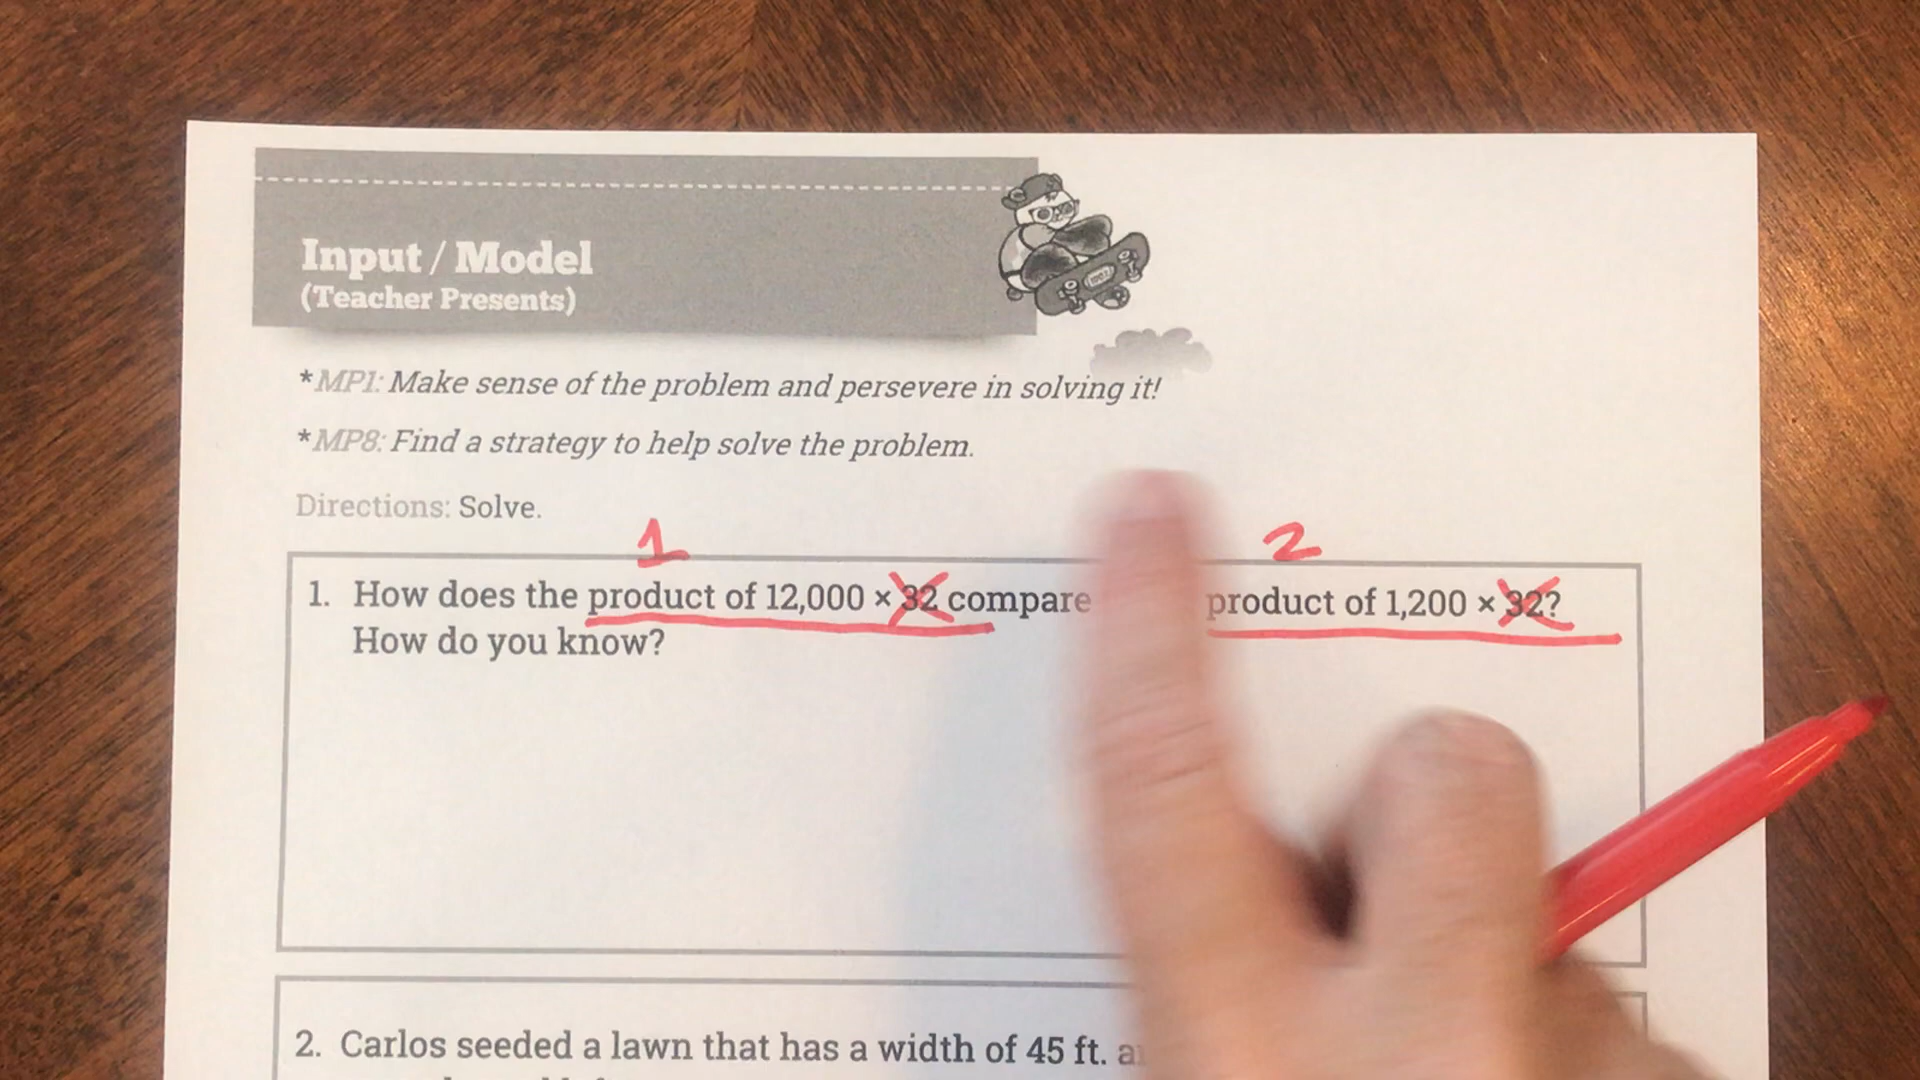 Input / Model
(Teacher Presents)
*MP1: Make sense of the problem and persevere in solving it!
*MP8: Find a strategy to help solve the problem.
Directions: Solve.
1 2
1. How does the product of 12,000 × 32 compare product of 1,200 × 32?
How do you know?
2. Carlos seeded a lawn that has a width of 45 ft.